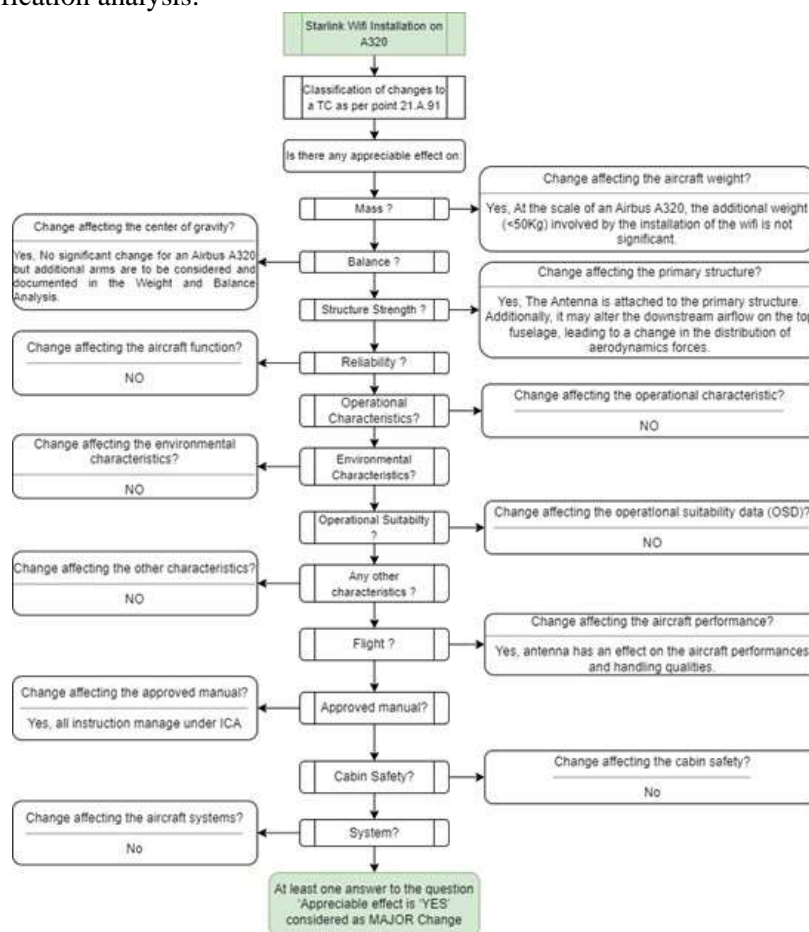 ification analysis.
Starlink Wifi Installation on
A320
Classification of changes to
a TC as per point 21.A.91
Is there any appreciable effect on:
Mass ?
Change affecting the aircraft weight?
Yes, At the scale of an Airbus A320, the additional weight
(<50Kg) involved by the installation of the wifi is not
significant.
Change affecting the center of gravity?
Yes, No significant change for an Airbus A320
but additional arms are to be considered and
documented in the Weight and Balance
Analysis.
Balance ?
Structure Strength ?
Change affecting the primary structure?
Yes, The Antenna is attached to the primary structure.
Additionally, it may alter the downstream airflow on the top
fuselage, leading to a change in the distribution of
aerodynamics forces.
Change affecting the aircraft function?
NO
Reliability ?
Operational
Characteristics?
Change affecting the operational characteristic?
NO
Change affecting the environmental
characteristics?
NO
Environmental
Characteristics?
Operational Suitabilty
?
Change affecting the operational suitability data (OSD)?
NO
Change affecting the other characteristics?
NO
Any other
characteristics ?
Flight ?
Change affecting the aircraft performance?
Yes, antenna has an effect on the aircraft performances
and handling qualities.
Change affecting the approved manual?
Yes, all instruction manage under ICA
Approved manual?
Cabin Safety?
Change affecting the cabin safety?
No
Change affecting the aircraft systems?
No
System?
At least one answer to the question
'Appreciable effect is 'YES'
considered as MAJOR Change